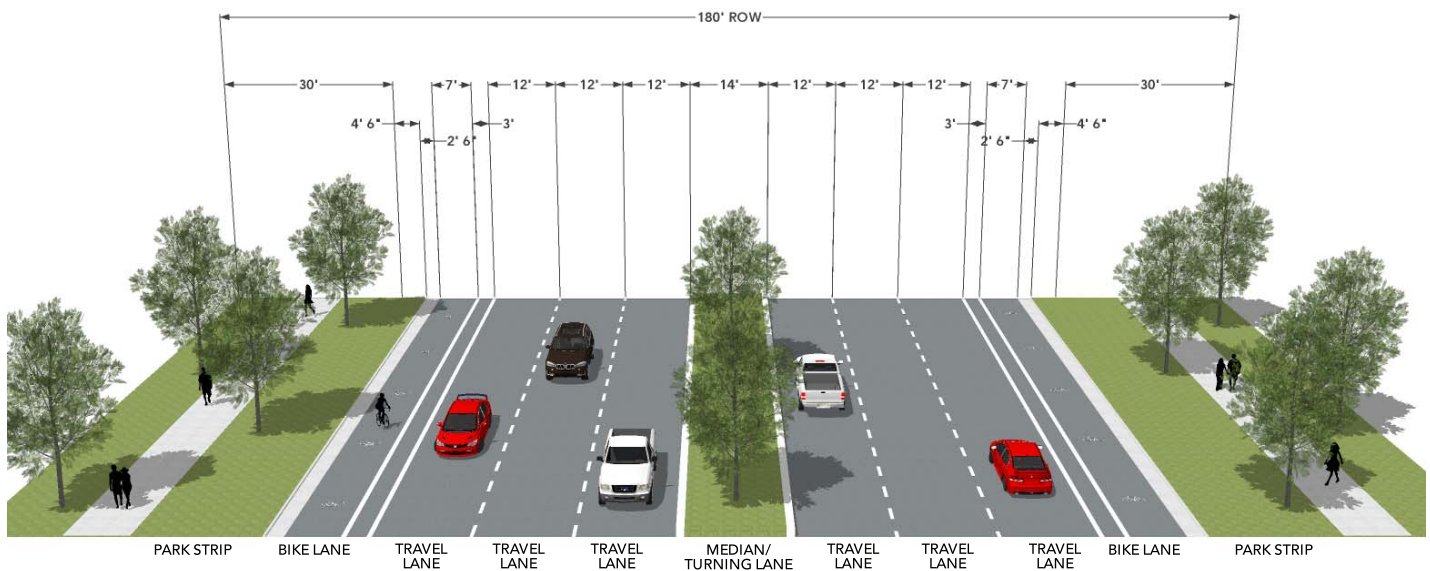 180' ROW
30' 7' 12' 12' 12' 14' 12' 12' 12' 7' 30'
4' 6" 3' 3' 4' 6"
2' 6" 2' 6"
PARK STRIP BIKE LANE TRAVEL LANE TRAVEL LANE TRAVEL LANE MEDIAN/ TURNING LANE TRAVEL LANE TRAVEL LANE TRAVEL LANE BIKE LANE PARK STRIP